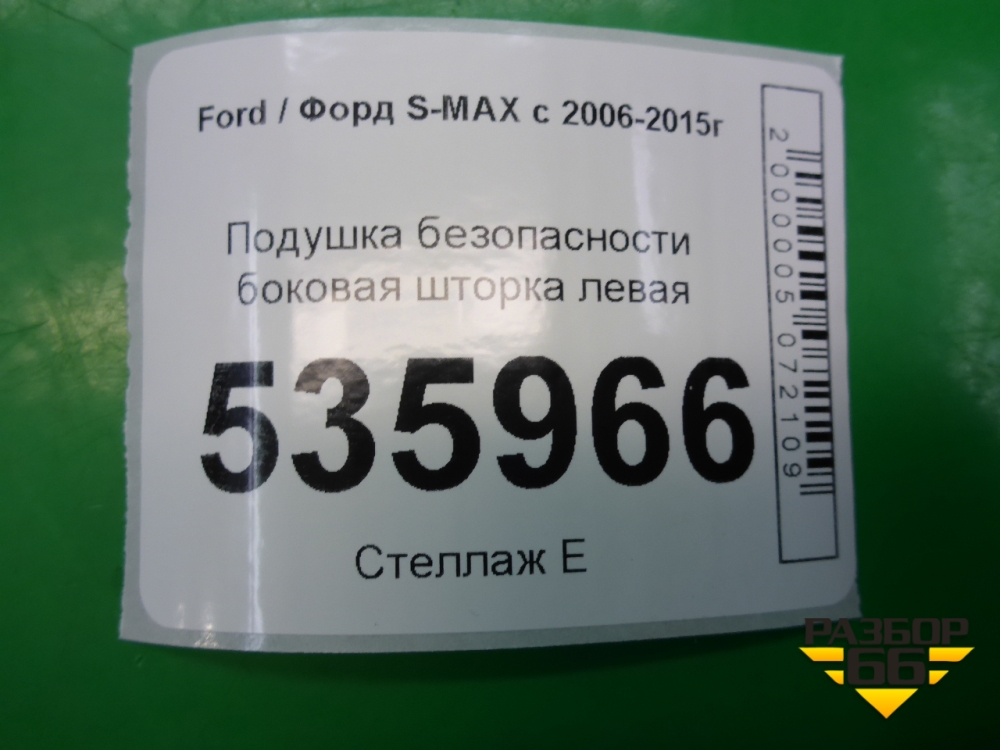 Ford / Форд S-MAX с 2006-2015г
Подушка безопасности
боковая шторка левая
535966
Стеллаж Е
2000005072109
РАЗБОР
66